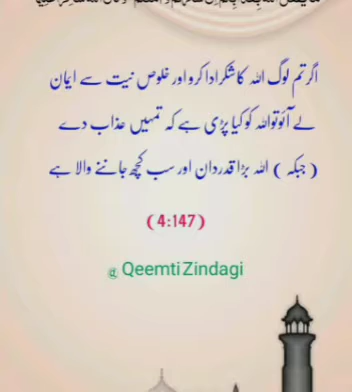 اگر تم لوگ اللہ کا شکر ادا کرو اور خلوص نیت سے ایمان
لے آئو تو اللہ کو کیا پڑی ہے کہ تمہیں عذاب دے
( جبکہ ) اللہ بڑا قدردان اور سب کچھ جاننے والا ہے
(4:147)
@ Qeemti Zindagi